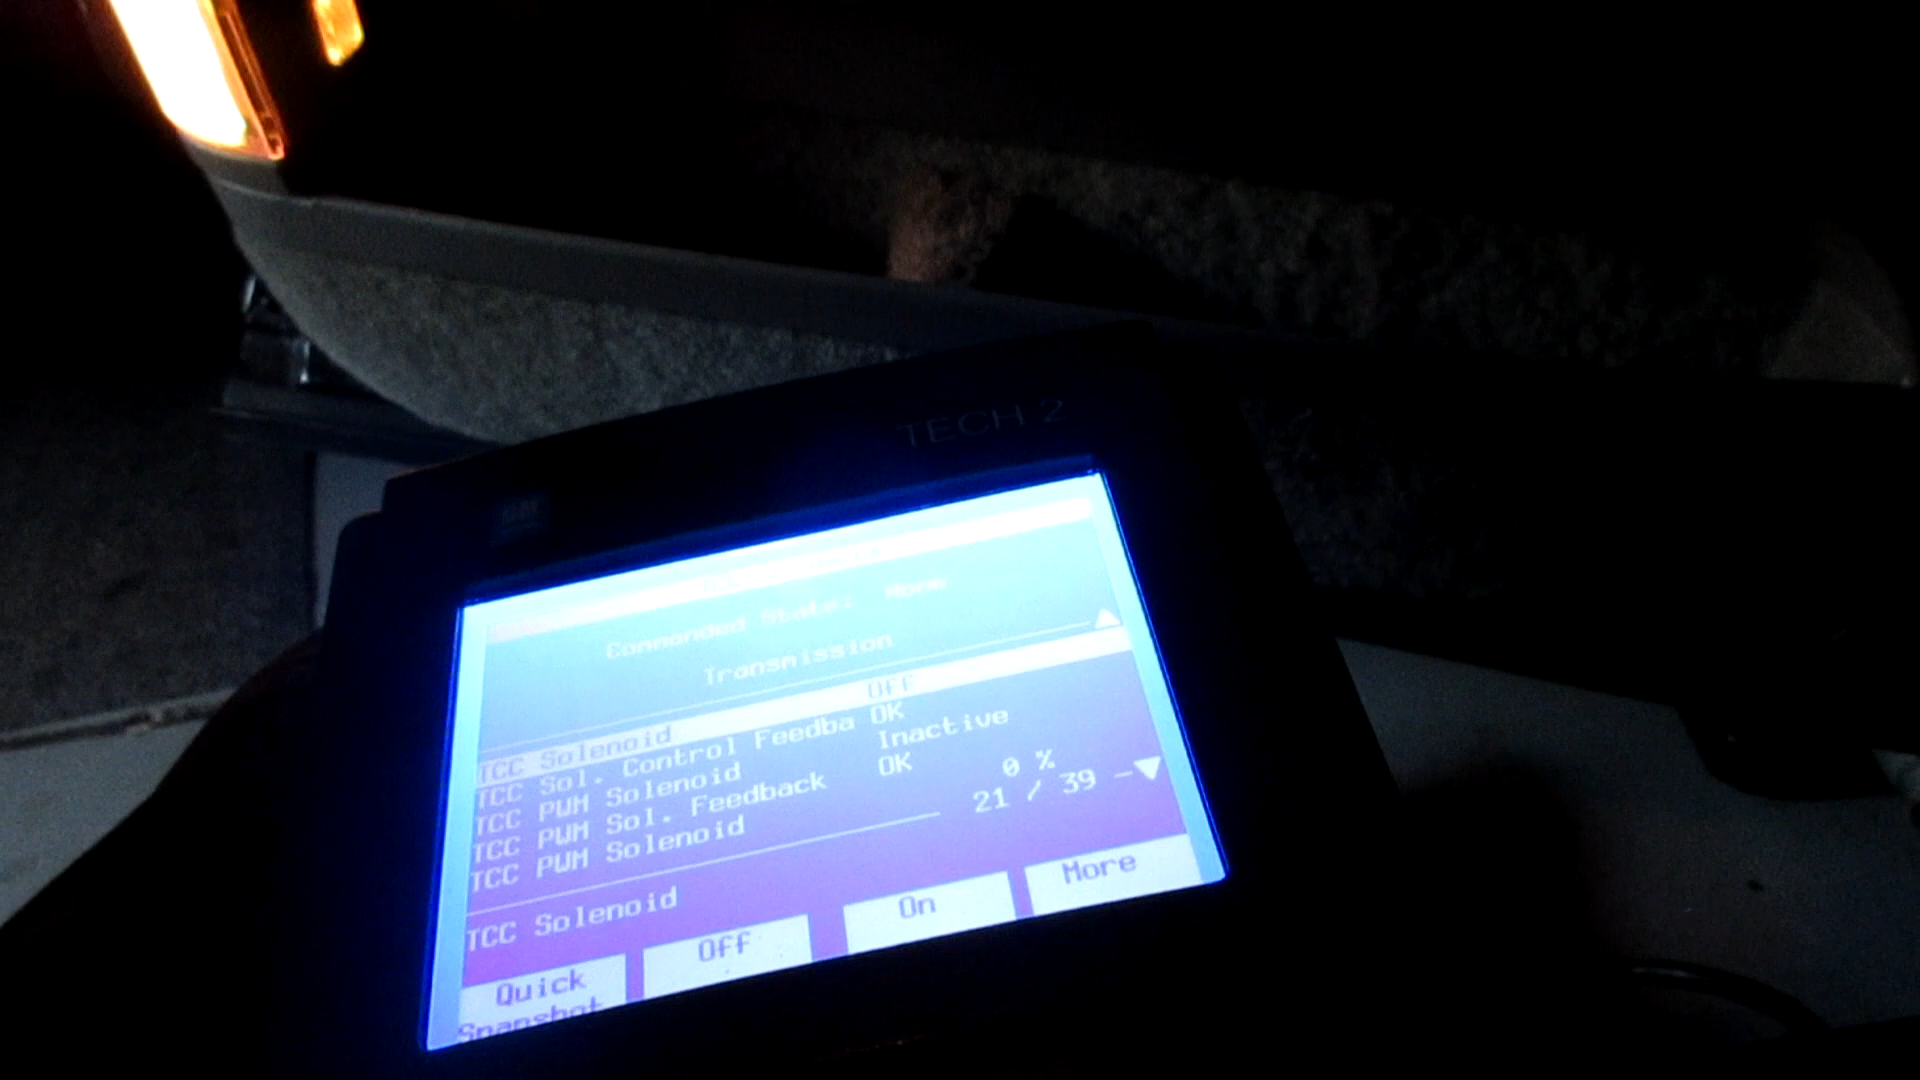 TECH 2
Commanded State: None
Transmission
TCC Solenoid Off
TCC Sol. Control Feedba OK
TCC PWM Solenoid Inactive
TCC PWM Sol. Feedback OK
TCC PWM Solenoid 0 %
21 / 39
TCC Solenoid
Quick Snapshot
Off
On
More